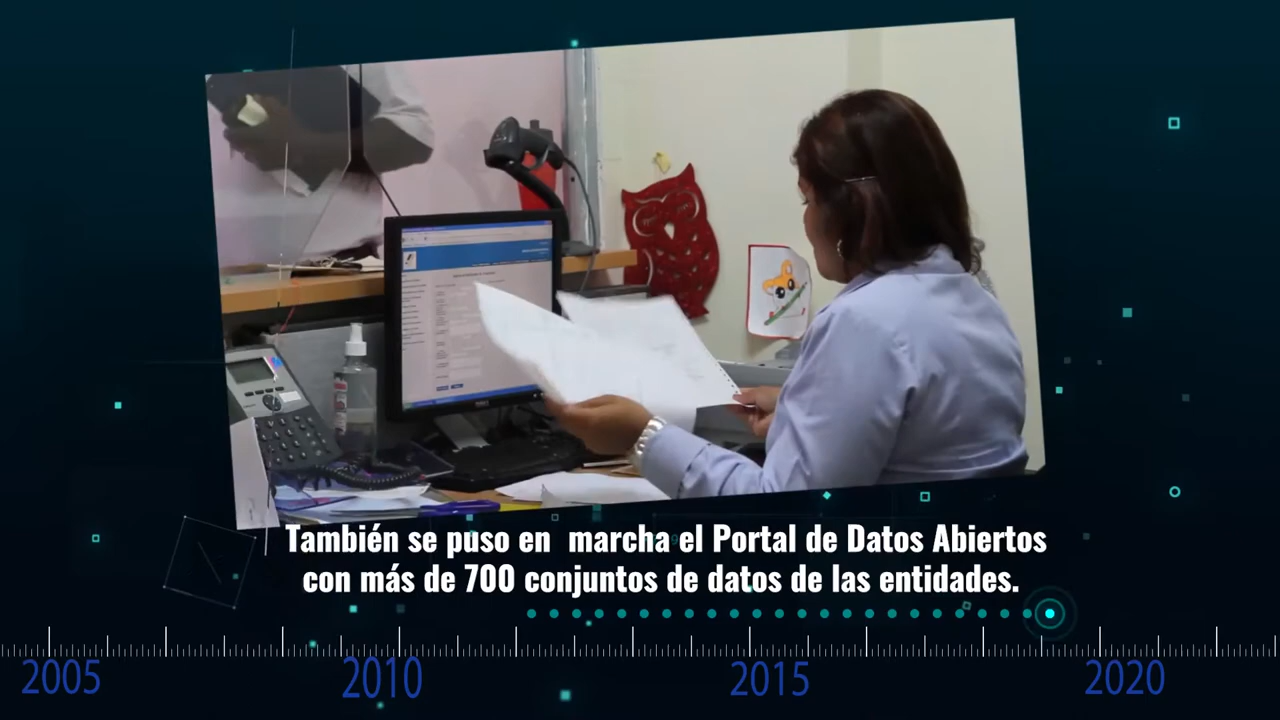 También se puso en  marcha el Portal de Datos Abiertos
con más de 700 conjuntos de datos de las entidades.
2005
2010
2015
2020